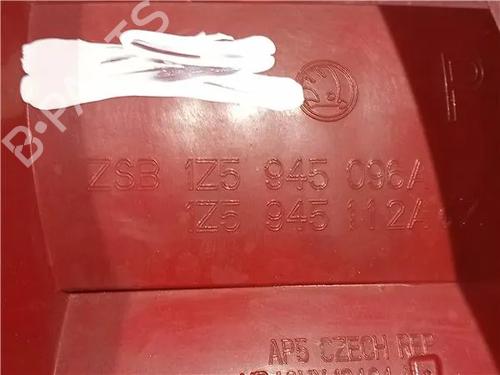 B-PARTS
P
ZSB 1Z5 945 096A
1Z5 945 112A
AP5 CZECH REP